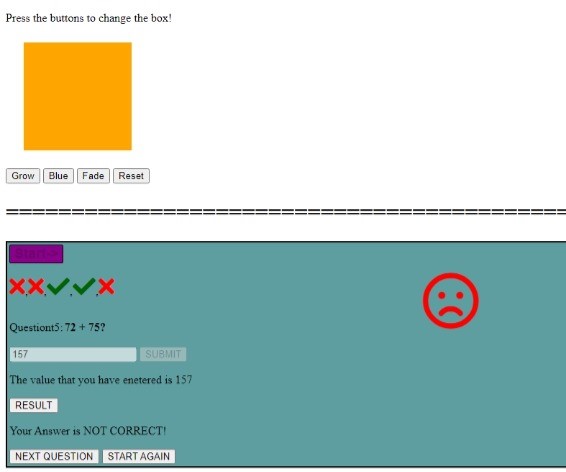 Press the buttons to change the box!
Grow Blue Fade Reset
==========================================
Start->
Question5: 72 + 75?
157 SUBMIT
The value that you have enetered is 157
RESULT
Your Answer is NOT CORRECT!
NEXT QUESTION START AGAIN